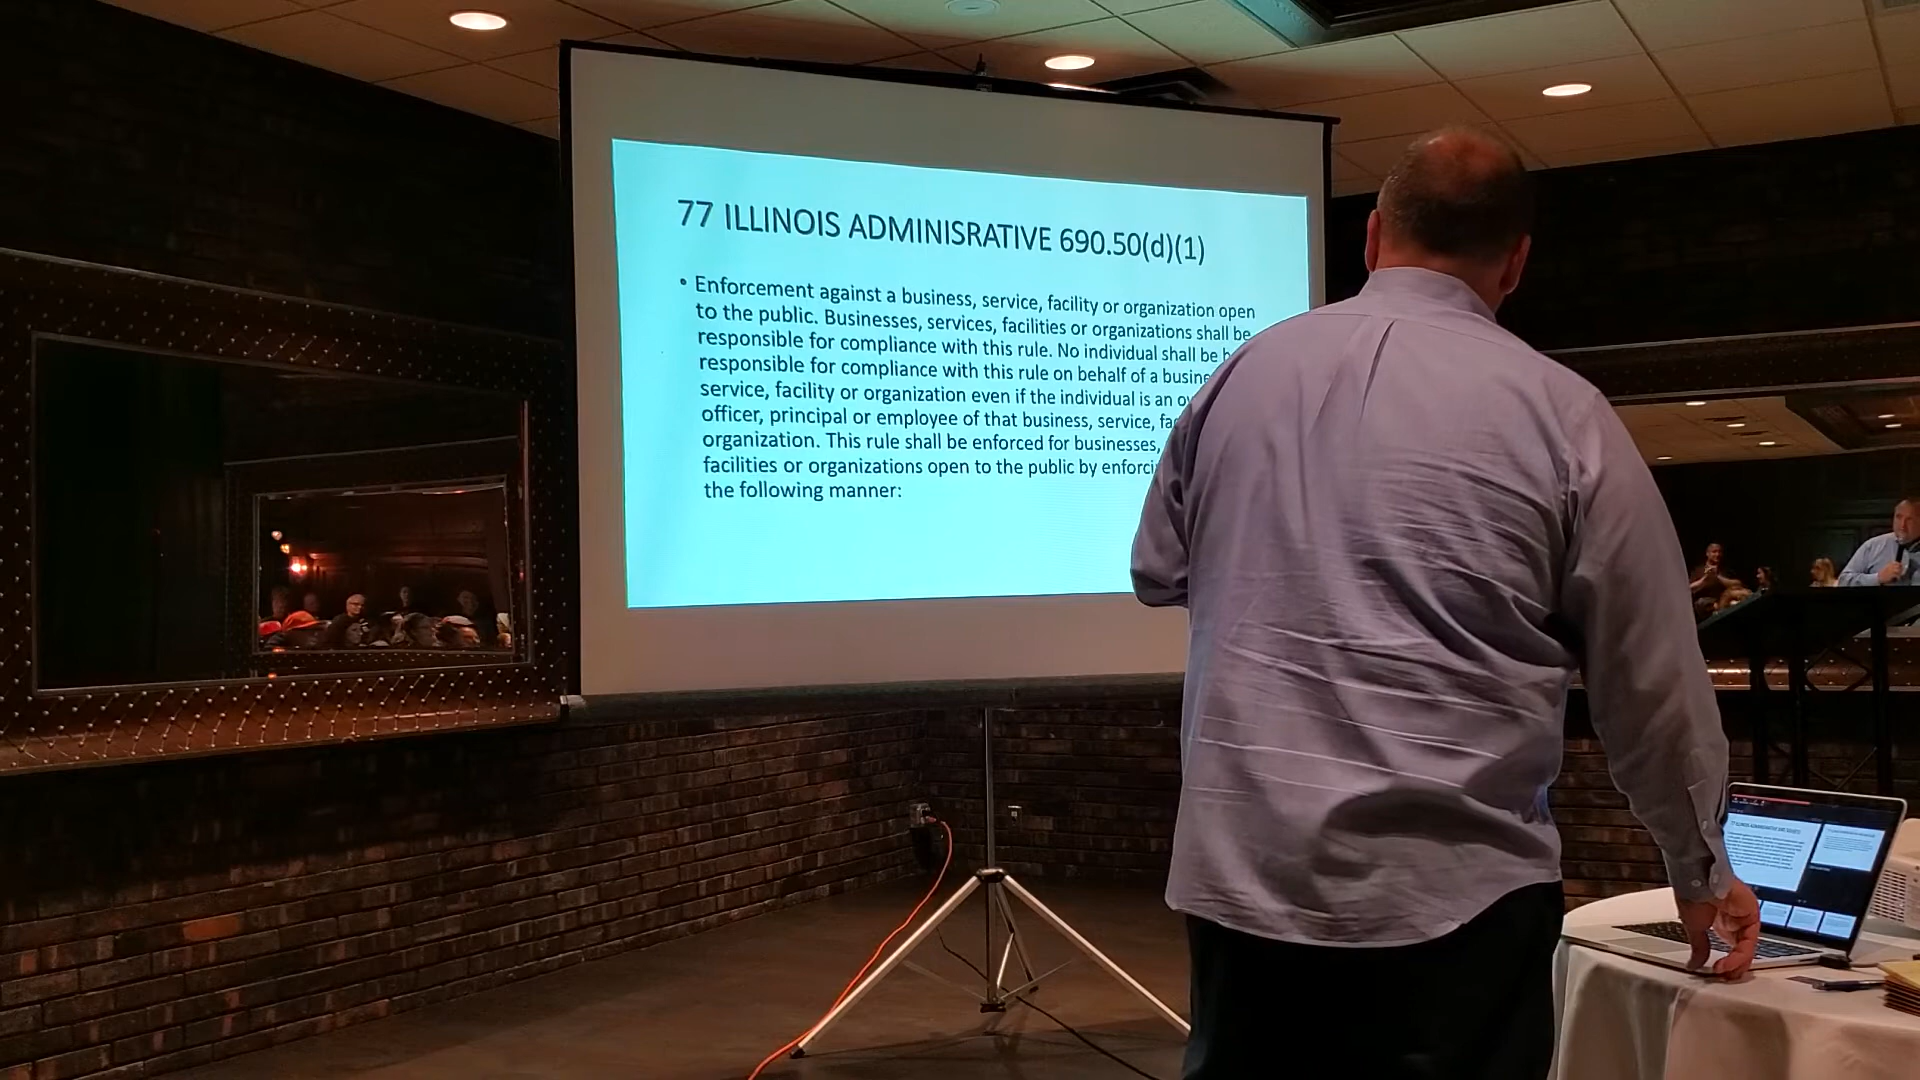 77 ILLINOIS ADMINISRATIVE 690.50(d)(1)
• Enforcement against a business, service, facility or organization open
to the public. Businesses, services, facilities or organizations shall be
responsible for compliance with this rule. No individual shall be
responsible for compliance with this rule on behalf of a
service, facility or organization even if the individual is an
officer, principal or employee of that business, service,
organization. This rule shall be enforced for businesses,
facilities or organizations open to the public by
the following manner: